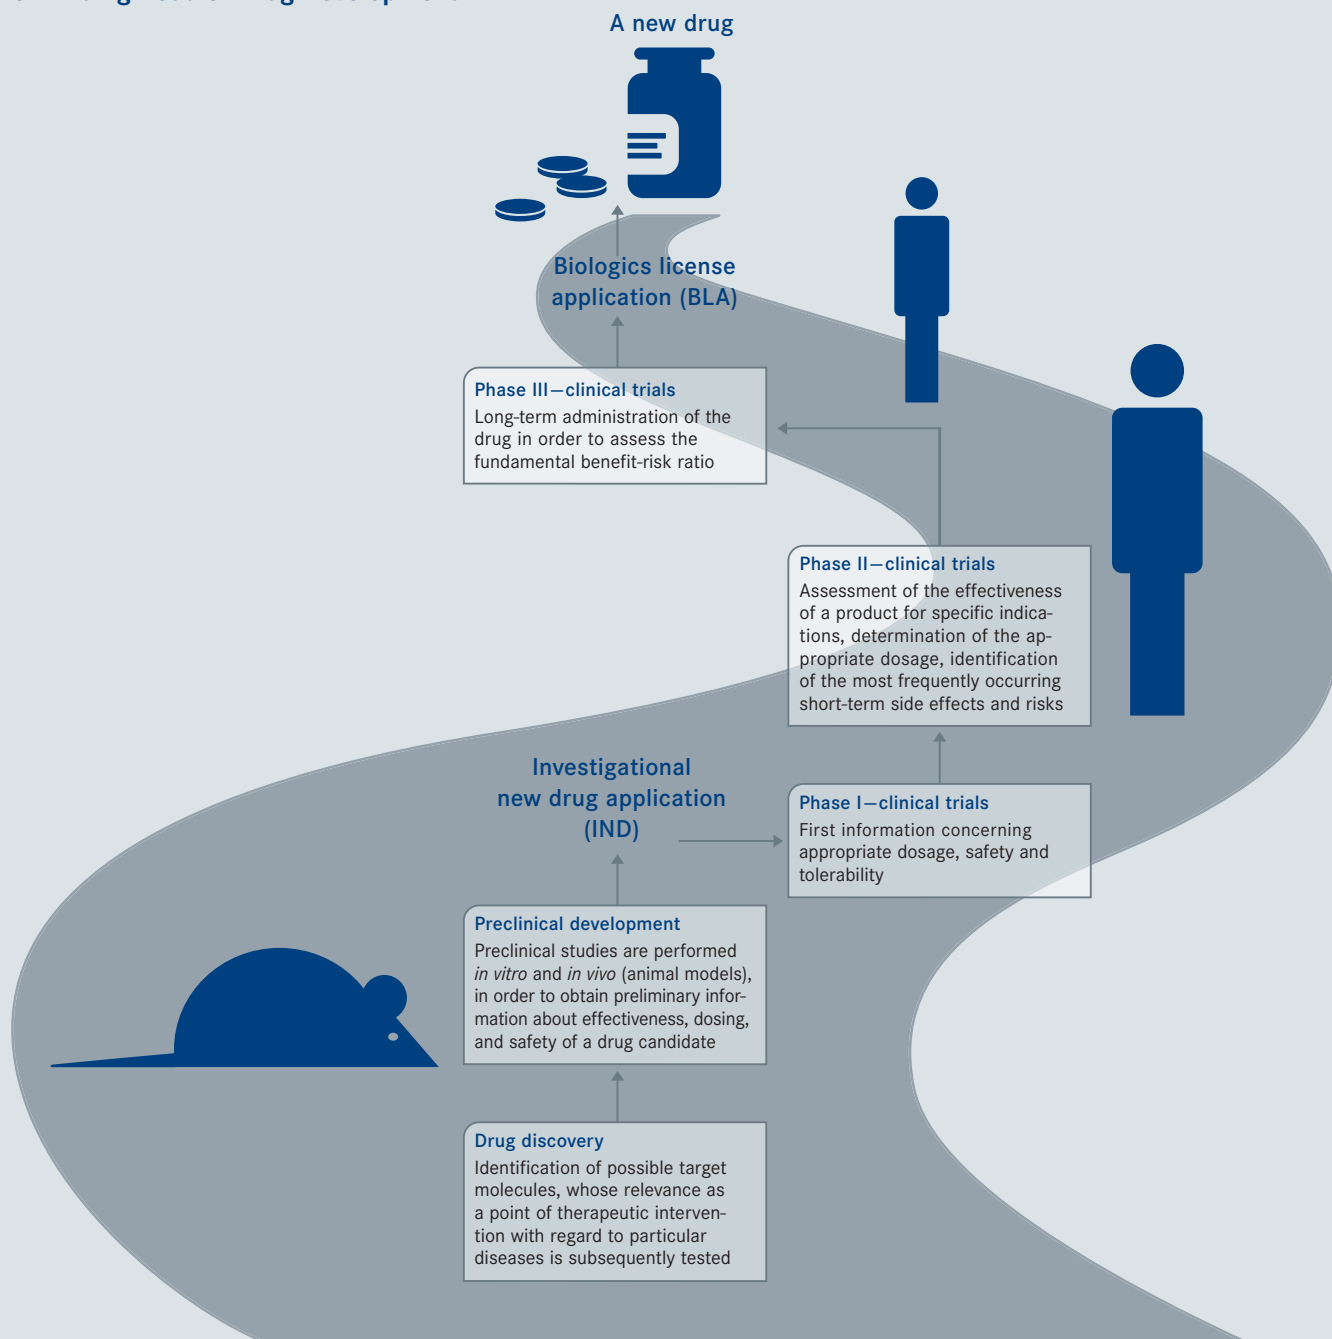 A new drug
Biologics license
application (BLA)
Phase III—clinical trials
Long-term administration of the
drug in order to assess the
fundamental benefit-risk ratio
Phase II—clinical trials
Assessment of the effectiveness
of a product for specific indica-
tions, determination of the ap-
propriate dosage, identification
of the most frequently occurring
short-term side effects and risks
Investigational
new drug application
(IND)
Phase I—clinical trials
First information concerning
appropriate dosage, safety and
tolerability
Preclinical development
Preclinical studies are performed
in vitro and in vivo (animal models),
in order to obtain preliminary infor-
mation about effectiveness, dosing,
and safety of a drug candidate
Drug discovery
Identification of possible target
molecules, whose relevance as
a point of therapeutic interven-
tion with regard to particular
diseases is subsequently tested